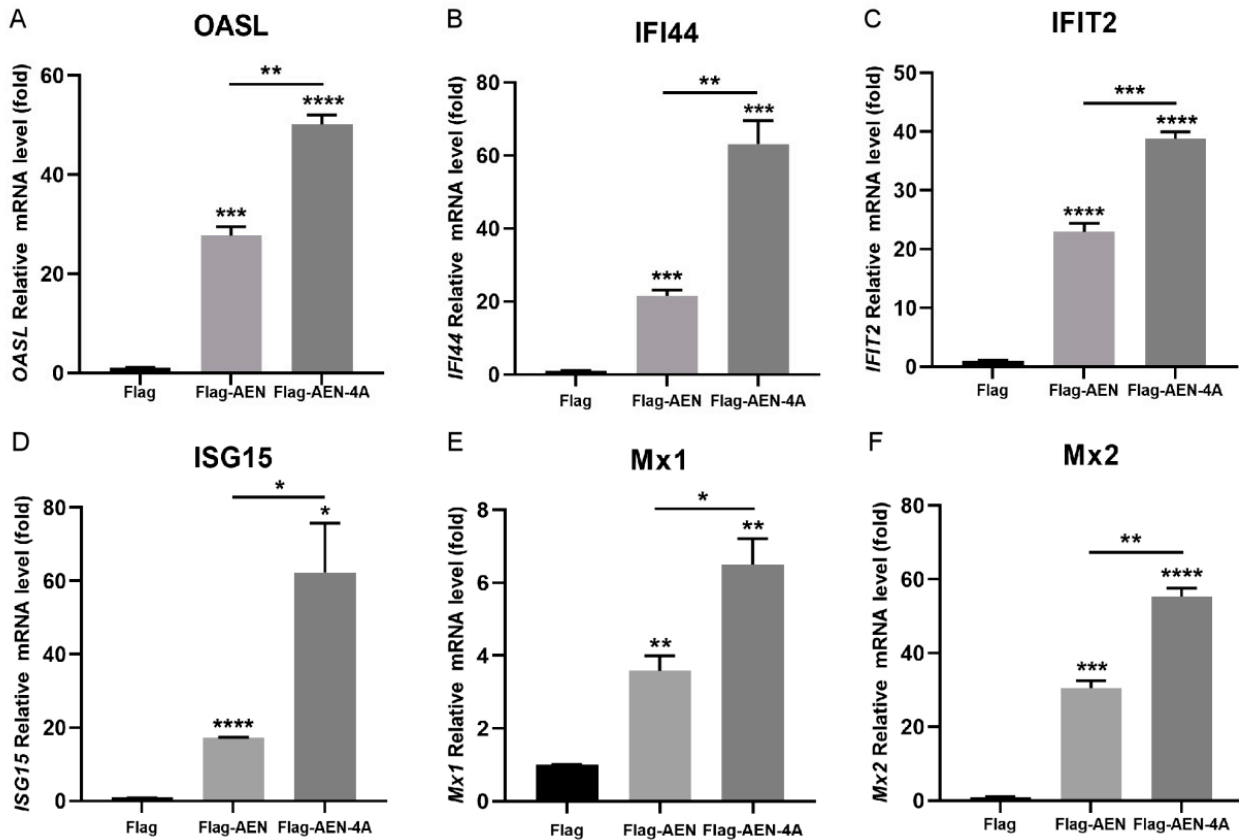 A
OASL
OASL Relative mRNA level (fold)
60
40
20
0
**
***
****
Flag
Flag-AEN
Flag-AEN-4A
B
IFI44
IFI44 Relative mRNA level (fold)
80
60
40
20
0
**
***
***
Flag
Flag-AEN
Flag-AEN-4A
C
IFIT2
IFIT2 Relative mRNA level (fold)
50
40
30
20
10
0
***
****
****
Flag
Flag-AEN
Flag-AEN-4A
D
ISG15
ISG15 Relative mRNA level (fold)
80
60
40
20
0
*
****
*
Flag
Flag-AEN
Flag-AEN-4A
E
Mx1
Mx1 Relative mRNA level (fold)
8
6
4
2
0
*
**
**
Flag
Flag-AEN
Flag-AEN-4A
F
Mx2
Mx2 Relative mRNA level (fold)
80
60
40
20
0
**
***
****
Flag
Flag-AEN
Flag-AEN-4A